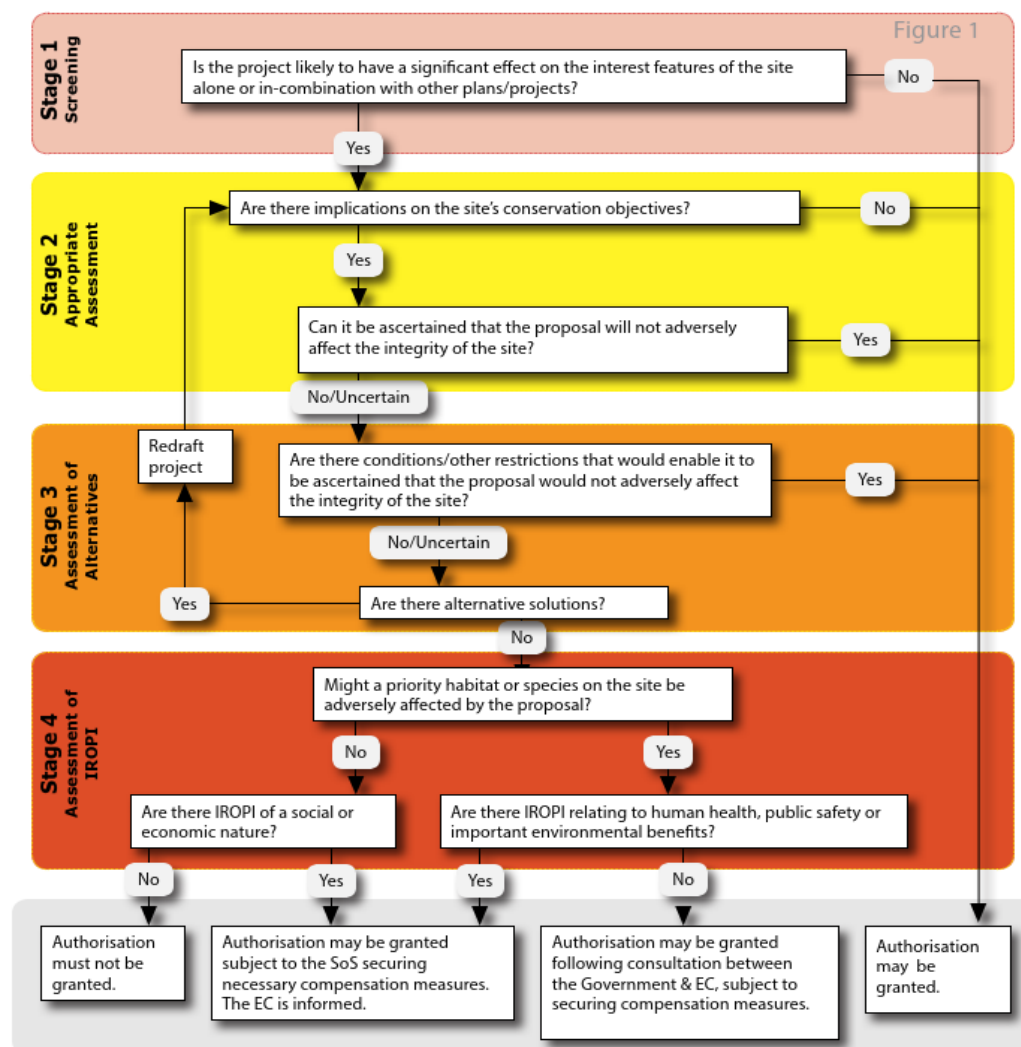 Figure 1
Stage 1
Screening
Is the project likely to have a significant effect on the interest features of the site
alone or in-combination with other plans/projects?
No
Yes
Stage 2
Appropriate
Assessment
Are there implications on the site's conservation objectives?
No
Yes
Can it be ascertained that the proposal will not adversely
affect the integrity of the site?
Yes
No/Uncertain
Stage 3
Assessment of
Alternatives
Redraft
project
Are there conditions/other restrictions that would enable it to
be ascertained that the proposal would not adversely affect
the integrity of the site?
Yes
No/Uncertain
Are there alternative solutions?
Yes
No
Stage 4
Assessment of
IROPI
Might a priority habitat or species on the site be
adversely affected by the proposal?
No
Yes
Are there IROPI of a social or
economic nature?
Are there IROPI relating to human health, public safety or
important environmental benefits?
No
Yes
Yes
No
Authorisation
must not be
granted.
Authorisation may be granted
subject to the SoS securing
necessary compensation measures.
The EC is informed.
Authorisation may be granted
following consultation between
the Government & EC, subject to
securing compensation measures.
Authorisation
may be
granted.